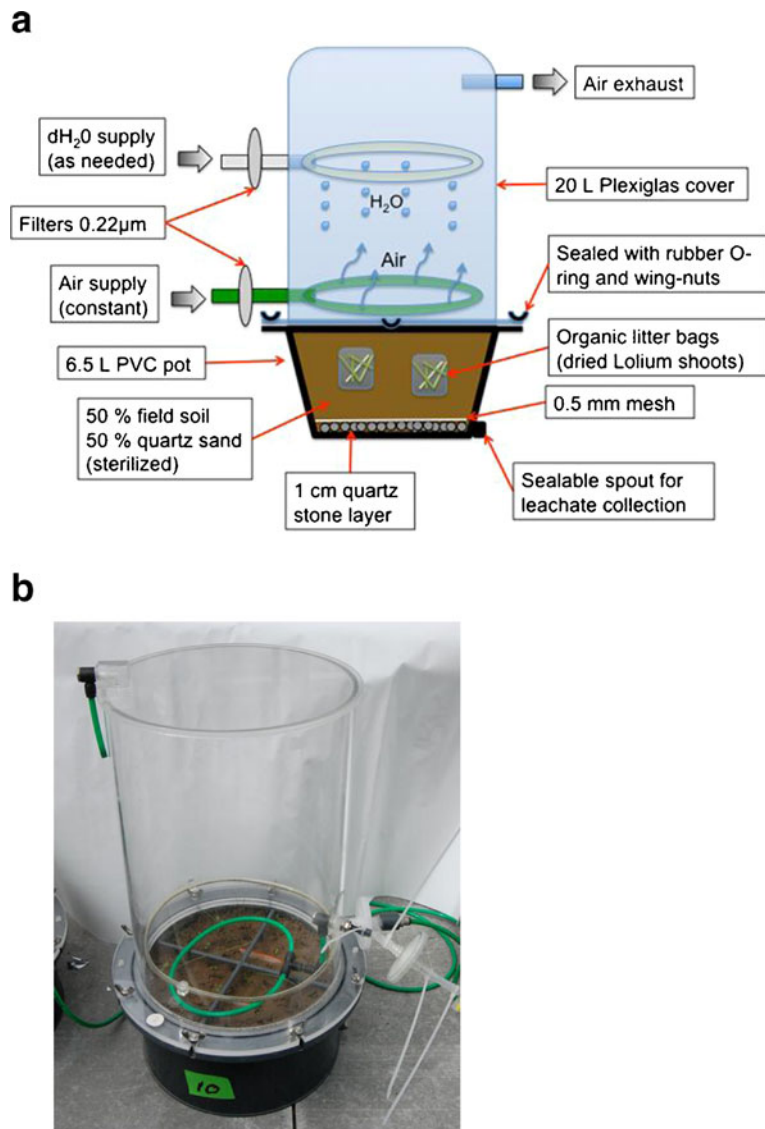 a
Air exhaust
dH₂0 supply
(as needed)
20 L Plexiglas cover
H₂O
Filters 0.22µm
Sealed with rubber O-
ring and wing-nuts
Air
Air supply
(constant)
Organic litter bags
(dried Lolium shoots)
6.5 L PVC pot
0.5 mm mesh
50 % field soil
50 % quartz sand
(sterilized)
1 cm quartz
stone layer
Sealable spout for
leachate collection
b
10